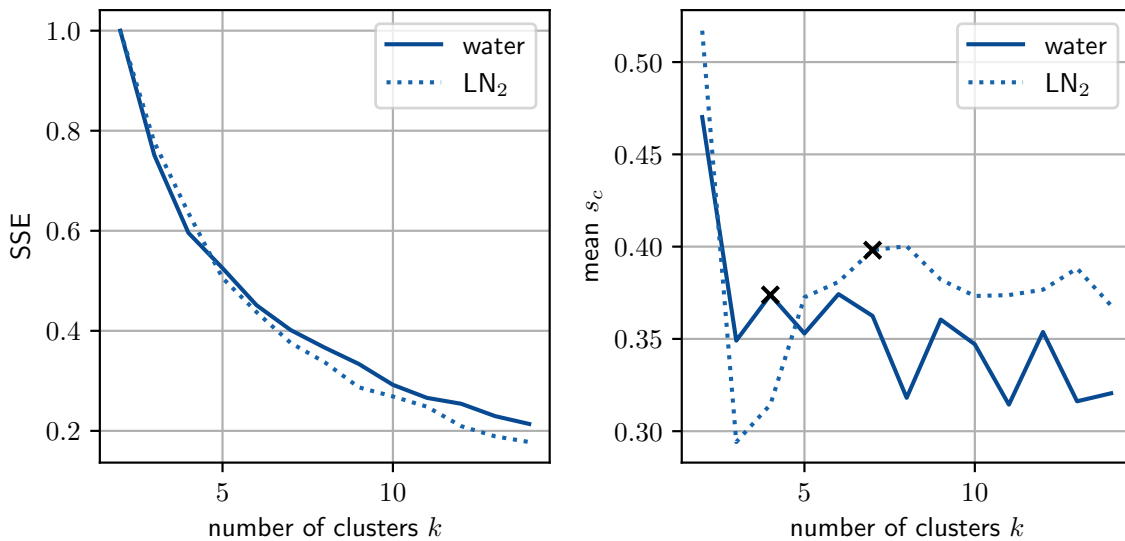 1.0
0.8
0.6
0.4
0.2
SSE
5
10
number of clusters k
water
LN₂
0.50
0.45
0.40
0.35
0.30
mean s_c
5
10
number of clusters k
water
LN₂